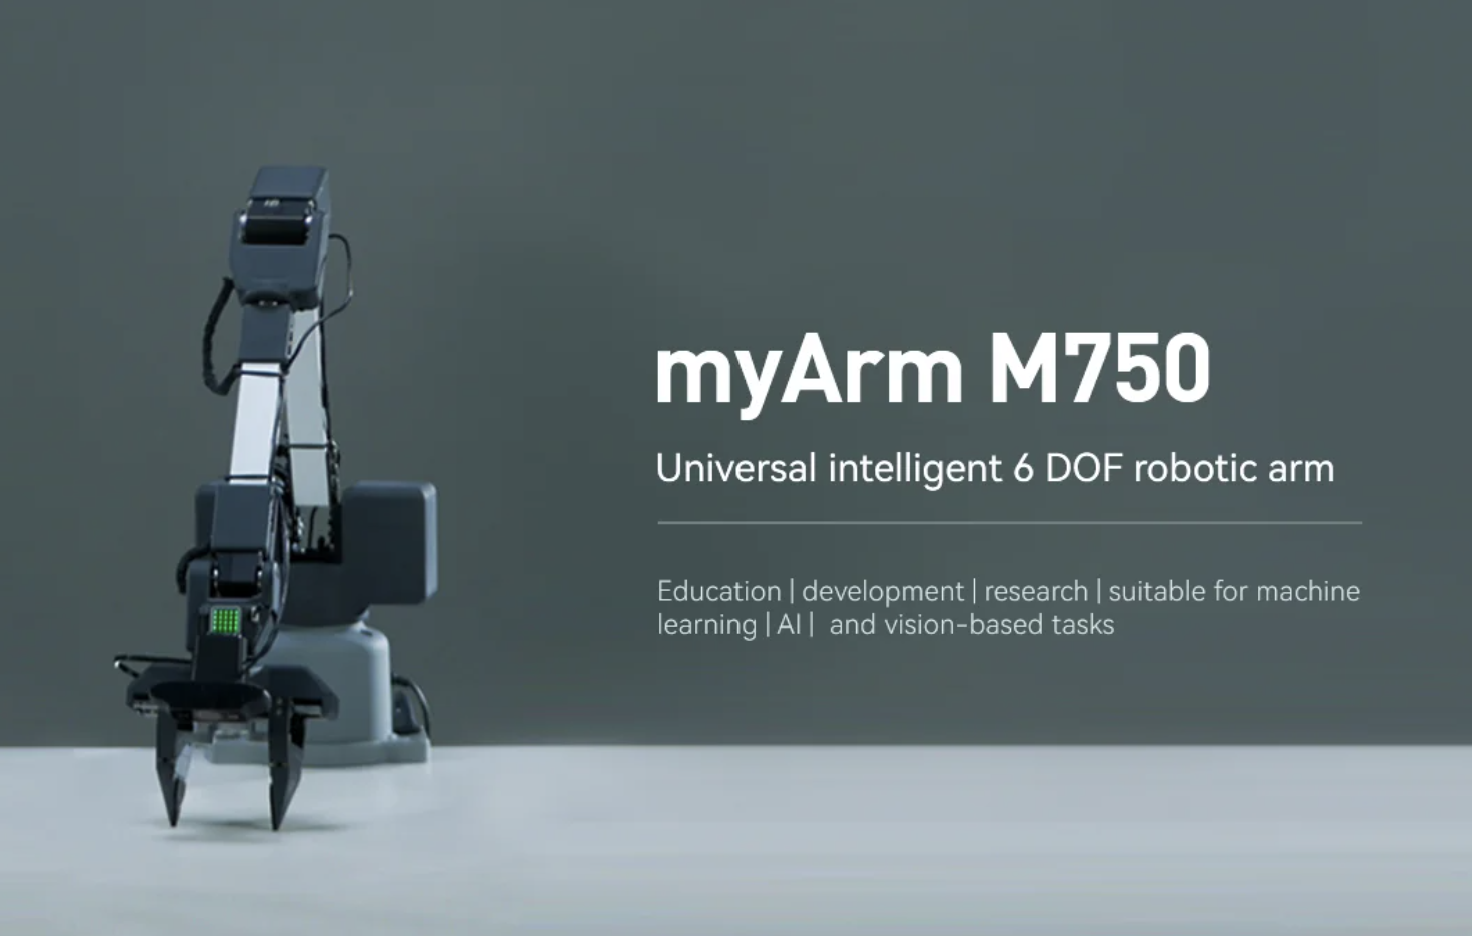 myArm M750
Universal intelligent 6 DOF robotic arm
Education | development | research | suitable for machine
learning | AI |  and vision-based tasks